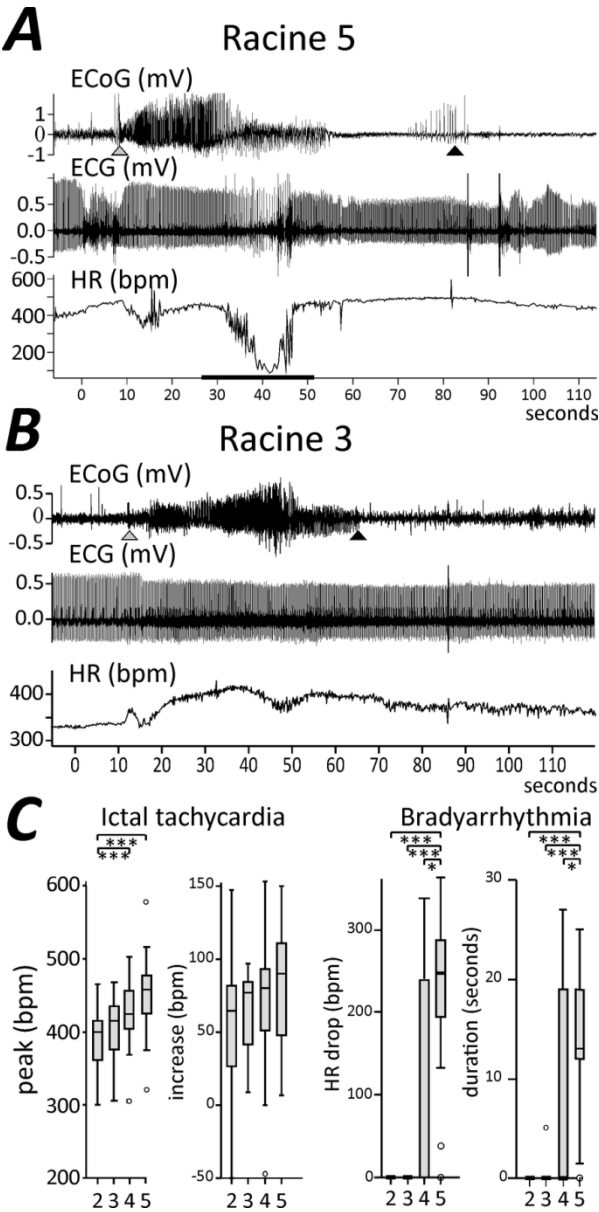 A
Racine 5
ECoG (mV)
1
0
-1
ECG (mV)
0.5
0.0
-0.5
HR (bpm)
600
400
200
0 10 20 30 40 50 60 70 80 90 100 110
seconds
B
Racine 3
ECoG (mV)
0.5
0
-0.5
ECG (mV)
0.5
0.0
HR (bpm)
400
300
0 10 20 30 40 50 60 70 80 90 100 110
seconds
C
Ictal tachycardia
Bradyarrhythmia
*** *** *** ***
*** *** ***
* *
peak (bpm)
600
500
400
300
200
2 3 4 5
increase (bpm)
150
100
50
0
-50
2 3 4 5
HR drop (bpm)
300
200
100
0
2 3 4 5
duration (seconds)
30
20
10
0
2 3 4 5